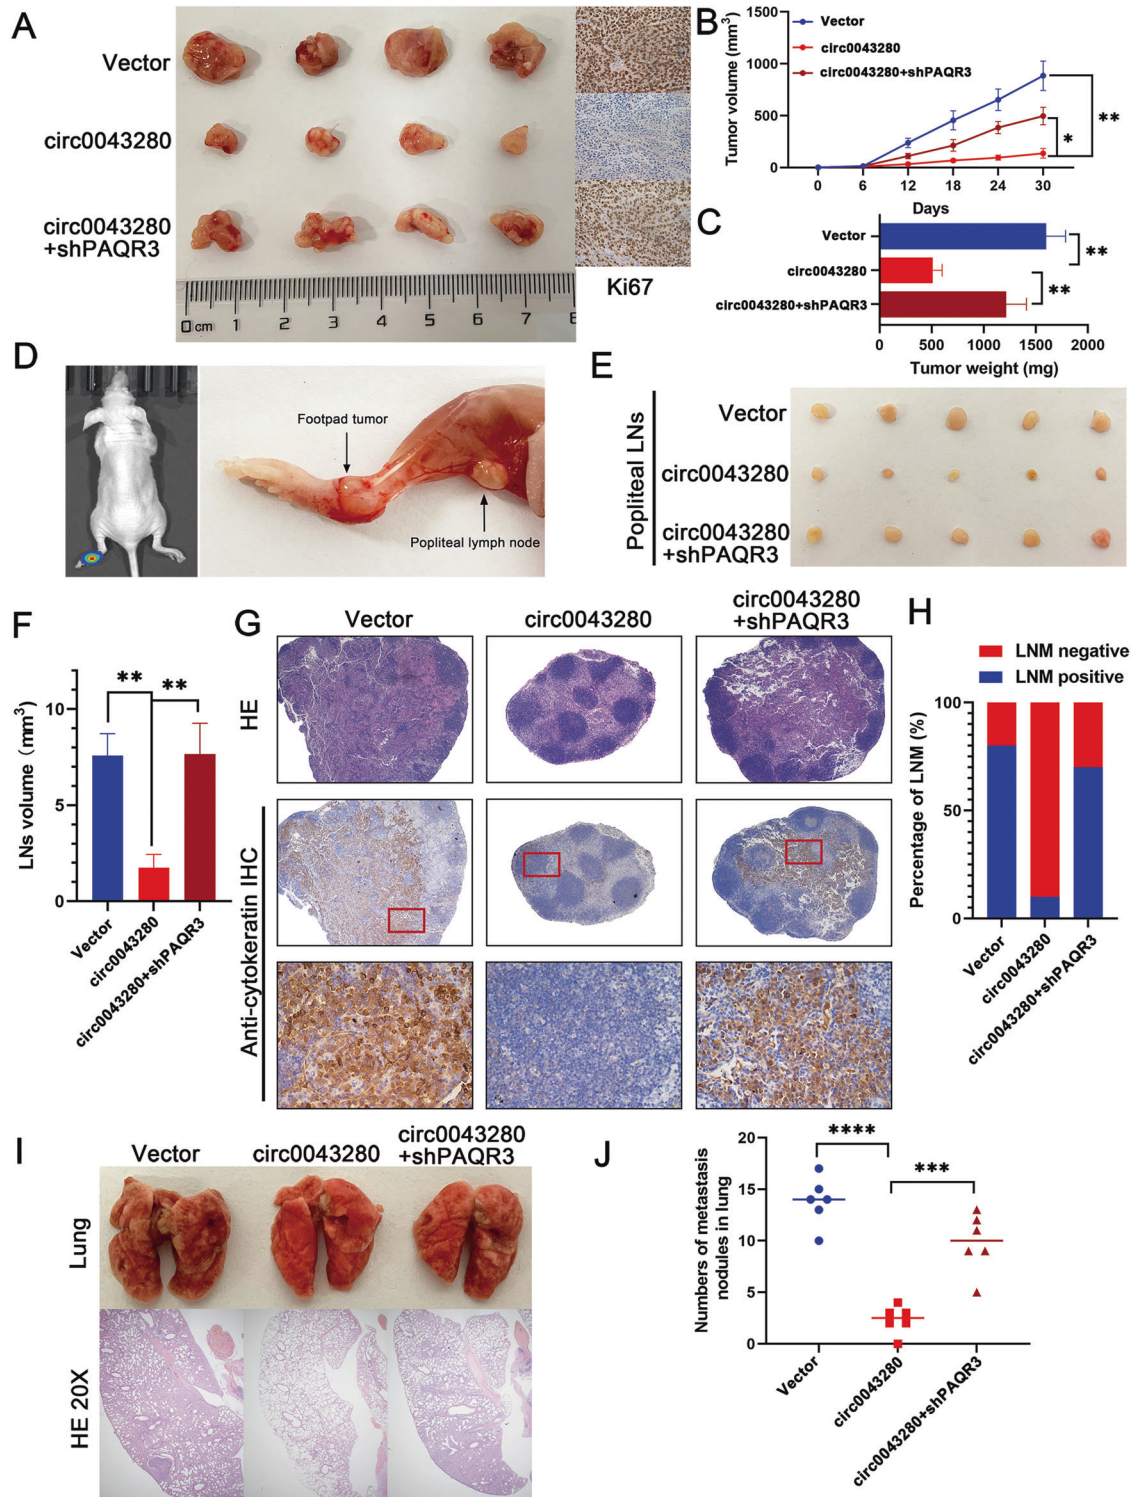 A
Vector
circ0043280
circ0043280
+shPAQR3
0 cm 1 2 3 4 5 6 7 8
Ki67
B
Tumor volume (mm³)
1500
1000
500
0
Vector
circ0043280
circ0043280+shPAQR3
*
**
0 6 12 18 24 30
Days
C
Vector
circ0043280
circ0043280+shPAQR3
**
**
0 500 1000 1500 2000
Tumor weight (mg)
D
Footpad tumor
Popliteal lymph node
E
Popliteal LNs
Vector
circ0043280
circ0043280
+shPAQR3
F
LNs volume (mm³)
10
5
0
** **
Vector
circ0043280
circ0043280+shPAQR3
G
Vector
circ0043280
circ0043280
+shPAQR3
HE
Anti-cytokeratin IHC
H
LNM negative
LNM positive
Percentage of LNM (%)
100
50
0
Vector
circ0043280
circ0043280+shPAQR3
I
Vector
circ0043280
circ0043280
+shPAQR3
Lung
HE 20X
J
Numbers of metastasis
nodules in lung
20
15
10
5
0
****
***
Vector
circ0043280
circ0043280+shPAQR3